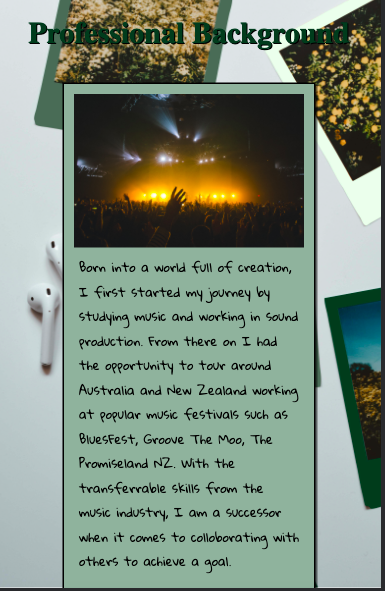 Professional Background
Born into a world full of creation,
I first started my journey by
studying music and working in sound
production. From there on I had
the opportunity to tour around
Australia and New Zealand working
at popular music festivals such as
BluesFest, Groove The Moo, The
Promiseland NZ. With the
transferrable skills from the
music industry, I am a successor
when it comes to colloborating with
others to achieve a goal.